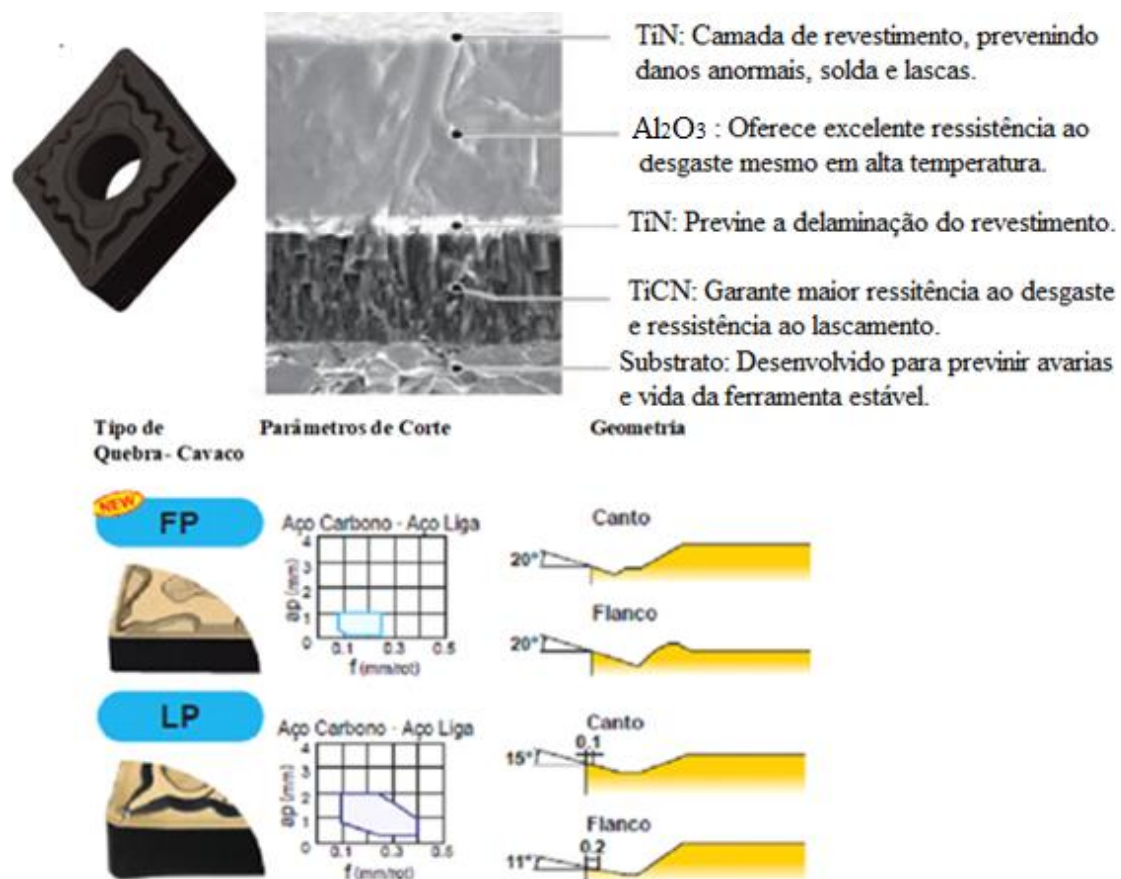 TiN: Camada de revestimento, prevenindo
danos anormais, solda e lascas.
Al2O3 : Oferece excelente ressistência ao
desgaste mesmo em alta temperatura.
TiN: Previne a delaminação do revestimento.
TiCN: Garante maior ressitência ao desgaste
e ressistência ao lascamento.
Substrato: Desenvolvido para previnir avarias
e vida da ferramenta estável.
Tipo de
Quebra- Cavaco
Parâmetros de Corte
Geometria
NEW
FP
Aço Carbono - Aço Liga
ap (mm)
4
3
2
1
0
0.1 0.3 0.5
f (mm/rot)
Canto
20°
Flanco
20°
LP
Aço Carbono - Aço Liga
ap (mm)
4
3
2
1
0
0.1 0.3 0.5
f (mm/rot)
Canto
0.1
15°
Flanco
0.2
11°